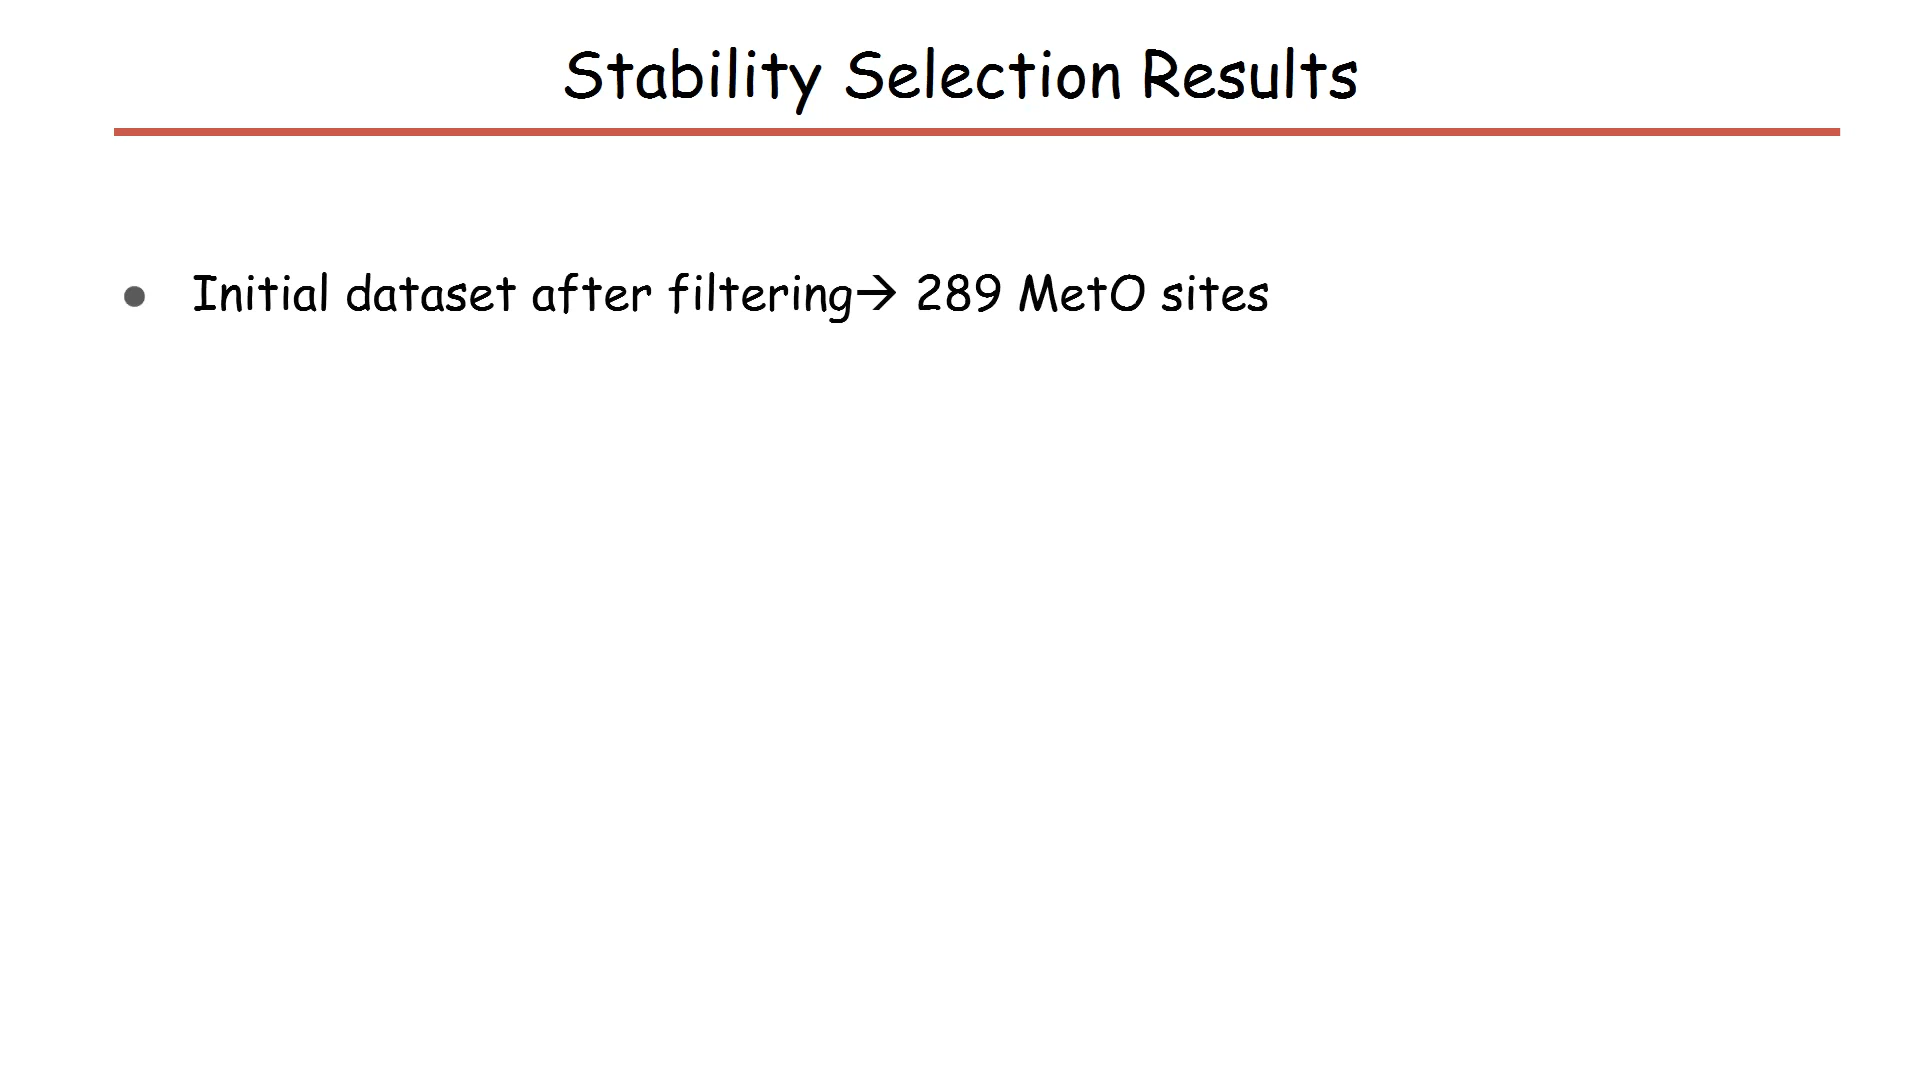 Stability Selection Results
● Initial dataset after filtering→ 289 MetO sites